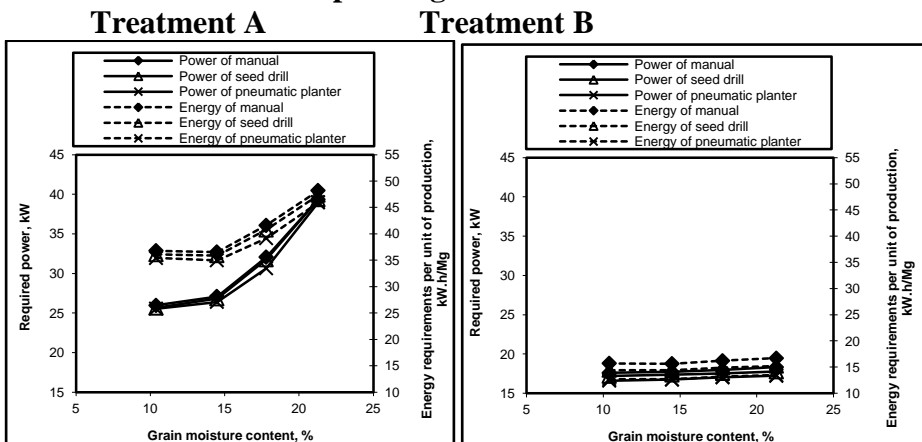 Treatment A
Treatment B
Power of manual
Power of seed drill
Power of pneumatic planter
Energy of manual
Energy of seed drill
Energy of pneumatic planter
45
40
35
30
25
20
15
Required power, kW
55
50
45
40
35
30
25
20
15
10
Energy requirements per unit of production,
kW.h/Mg
5
10
15
20
25
Grain moisture content, %
Power of manual
Power of seed drill
Power of pneumatic planter
Energy of manual
Energy of seed drill
Energy of pneumatic planter
45
40
35
30
25
20
15
Required power, kW
55
50
45
40
35
30
25
20
15
10
Energy requirements per unit of production,
kW.h/Mg
5
10
15
20
25
Grain moisture content, %